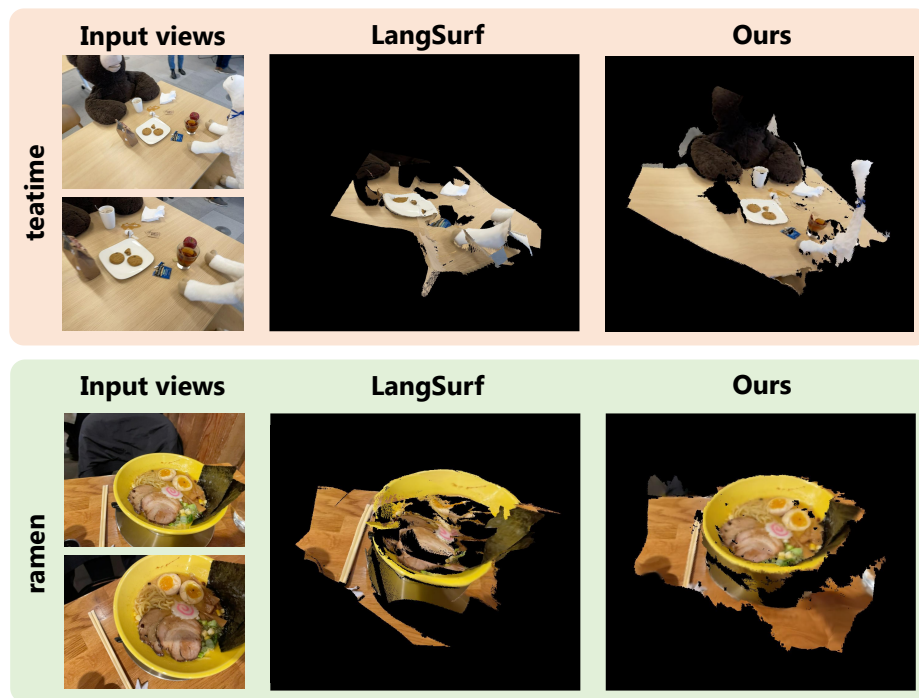 Input views
LangSurf
Ours
teatime
Input views
LangSurf
Ours
ramen